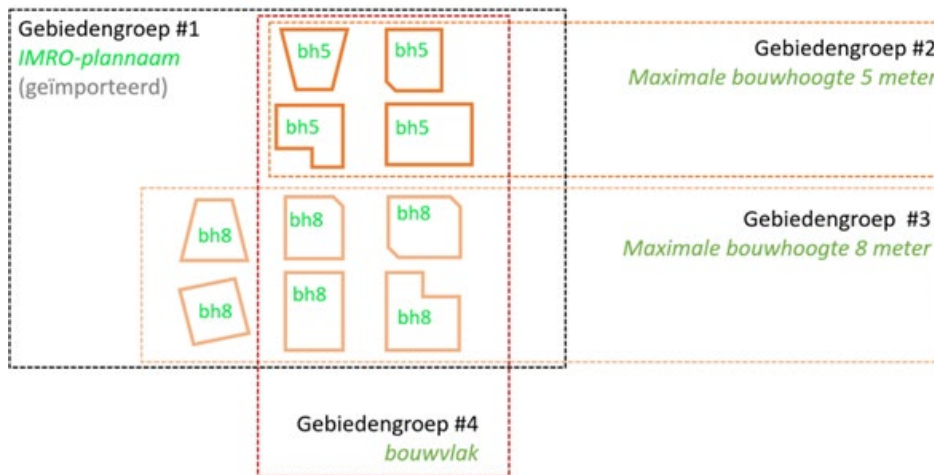 Gebiedengroep #1
IMRO-plannaam
(geïmporteerd)
bh5
bh5
Gebiedengroep #2
Maximale bouwhoogte 5 meter
bh5
bh5
bh8
bh8
bh8
Gebiedengroep #3
Maximale bouwhoogte 8 meter
bh8
bh8
bh8
Gebiedengroep #4
bouwvlak